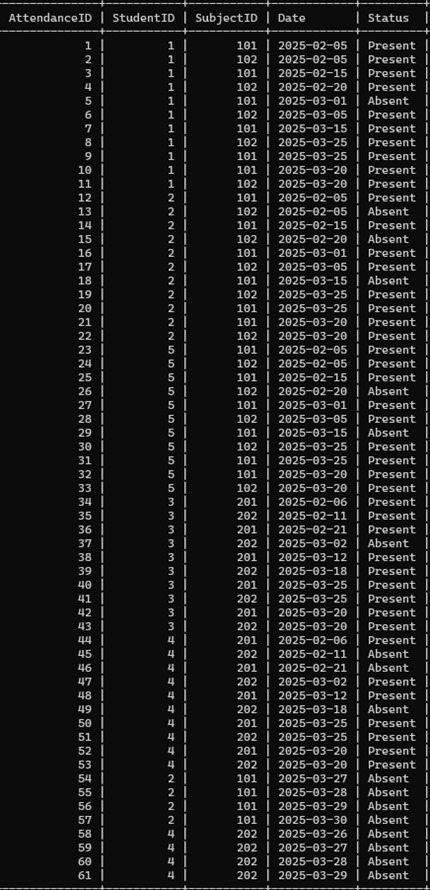 AttendanceID | StudentID | SubjectID | Date | Status |
1 | 1 | 101 | 2025-02-05 | Present |
2 | 1 | 102 | 2025-02-05 | Present |
3 | 1 | 101 | 2025-02-15 | Present |
4 | 1 | 102 | 2025-02-20 | Present |
5 | 1 | 101 | 2025-03-01 | Absent |
6 | 1 | 102 | 2025-03-05 | Present |
7 | 1 | 101 | 2025-03-15 | Present |
8 | 1 | 102 | 2025-03-25 | Present |
9 | 1 | 101 | 2025-03-25 | Present |
10 | 1 | 101 | 2025-03-20 | Present |
11 | 1 | 102 | 2025-03-20 | Present |
12 | 2 | 101 | 2025-02-05 | Present |
13 | 2 | 102 | 2025-02-05 | Absent |
14 | 2 | 101 | 2025-02-15 | Present |
15 | 2 | 102 | 2025-02-20 | Absent |
16 | 2 | 101 | 2025-03-01 | Present |
17 | 2 | 102 | 2025-03-05 | Present |
18 | 2 | 101 | 2025-03-15 | Absent |
19 | 2 | 102 | 2025-03-25 | Present |
20 | 2 | 101 | 2025-03-25 | Present |
21 | 2 | 101 | 2025-03-20 | Present |
22 | 2 | 102 | 2025-03-20 | Present |
23 | 5 | 101 | 2025-02-05 | Present |
24 | 5 | 102 | 2025-02-05 | Present |
25 | 5 | 101 | 2025-02-15 | Present |
26 | 5 | 102 | 2025-02-20 | Absent |
27 | 5 | 101 | 2025-03-01 | Present |
28 | 5 | 102 | 2025-03-05 | Present |
29 | 5 | 101 | 2025-03-15 | Absent |
30 | 5 | 102 | 2025-03-25 | Present |
31 | 5 | 101 | 2025-03-25 | Present |
32 | 5 | 101 | 2025-03-20 | Present |
33 | 5 | 102 | 2025-03-20 | Present |
34 | 3 | 201 | 2025-02-06 | Present |
35 | 3 | 202 | 2025-02-11 | Present |
36 | 3 | 201 | 2025-02-21 | Present |
37 | 3 | 202 | 2025-03-02 | Absent |
38 | 3 | 201 | 2025-03-12 | Present |
39 | 3 | 202 | 2025-03-18 | Present |
40 | 3 | 201 | 2025-03-25 | Present |
41 | 3 | 202 | 2025-03-25 | Present |
42 | 3 | 201 | 2025-03-20 | Present |
43 | 3 | 202 | 2025-03-20 | Present |
44 | 4 | 201 | 2025-02-06 | Present |
45 | 4 | 202 | 2025-02-11 | Absent |
46 | 4 | 201 | 2025-02-21 | Absent |
47 | 4 | 202 | 2025-03-02 | Present |
48 | 4 | 201 | 2025-03-12 | Present |
49 | 4 | 202 | 2025-03-18 | Absent |
50 | 4 | 201 | 2025-03-25 | Present |
51 | 4 | 202 | 2025-03-25 | Present |
52 | 4 | 201 | 2025-03-20 | Present |
53 | 4 | 202 | 2025-03-20 | Present |
54 | 2 | 101 | 2025-03-27 | Absent |
55 | 2 | 101 | 2025-03-28 | Absent |
56 | 2 | 101 | 2025-03-29 | Absent |
57 | 2 | 101 | 2025-03-30 | Absent |
58 | 4 | 202 | 2025-03-26 | Absent |
59 | 4 | 202 | 2025-03-27 | Absent |
60 | 4 | 202 | 2025-03-28 | Absent |
61 | 4 | 202 | 2025-03-29 | Absent |